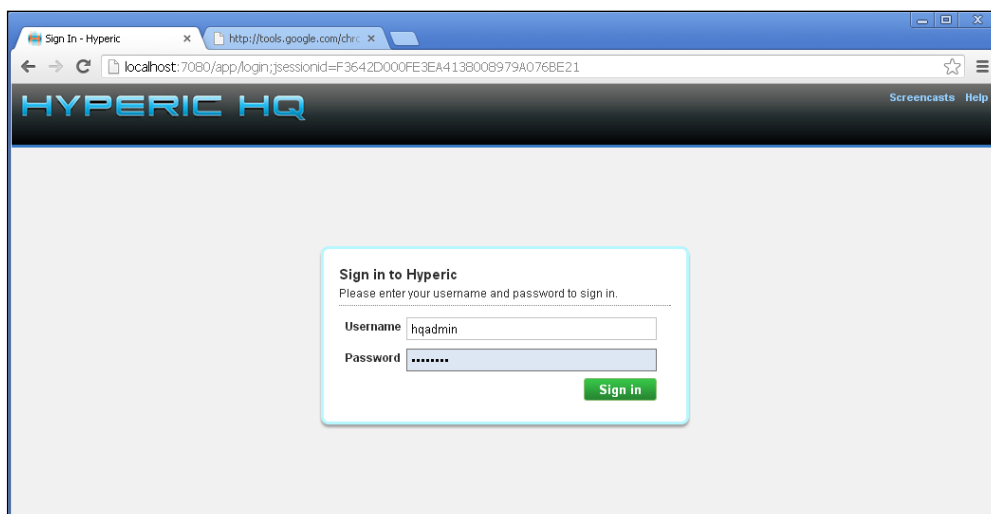 Sign In - Hyperic
http://tools.google.com/chrc
localhost:7080/app/login;jsessionid=F3642D000FE3EA4138008979A076BE21
HYPERIC HQ
Screencasts Help
Sign in to Hyperic
Please enter your username and password to sign in.
Username hqadmin
Password ••••••••
Sign in